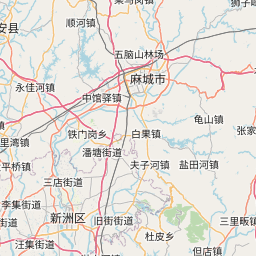 安县
顺河镇
五脑山林场
麻城市
永佳河镇
中馆驿镇
龟山镇
铁门岗乡
白果镇
张家
里湾镇
潘塘街道
夫子河镇
盐田河镇
平桥镇
三店街道
李集街道
新洲区
旧街街道
三里畈镇
汪集街道
杜皮乡
但店镇